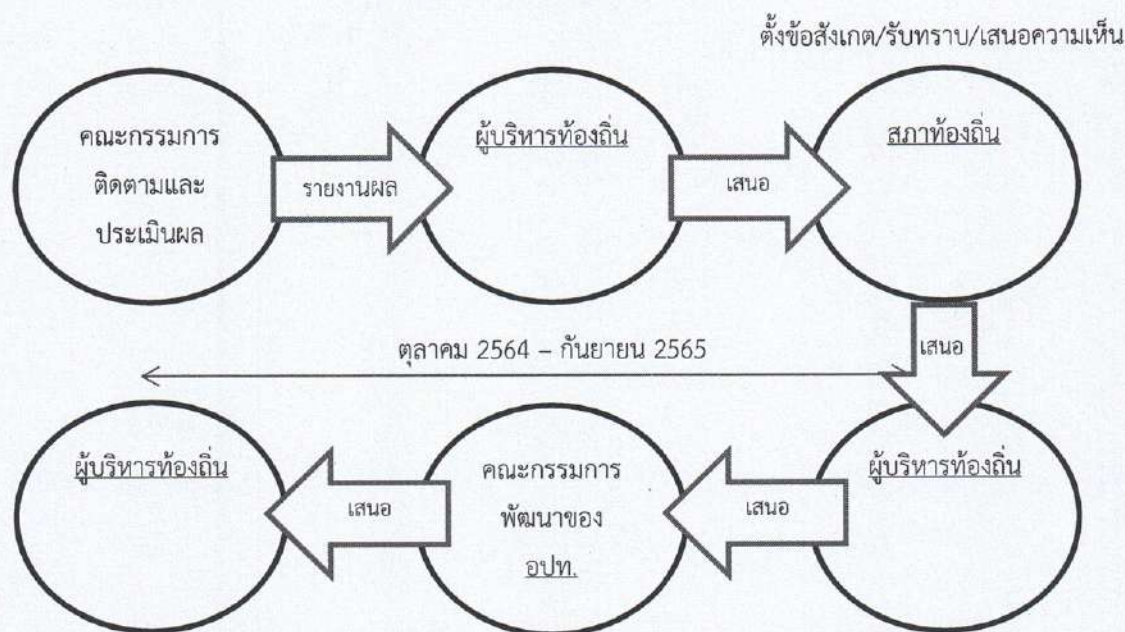 ตั้งข้อสังเกต/รับทราบ/เสนอความเห็น
คณะกรรมการ
ติดตามและ
ประเมินผล
รายงานผล
ผู้บริหารท้องถิ่น
เสนอ
สภาท้องถิ่น
เสนอ
ตุลาคม 2564 – กันยายน 2565
ผู้บริหารท้องถิ่น
เสนอ
คณะกรรมการ
พัฒนาของ
อปท.
เสนอ
ผู้บริหารท้องถิ่น